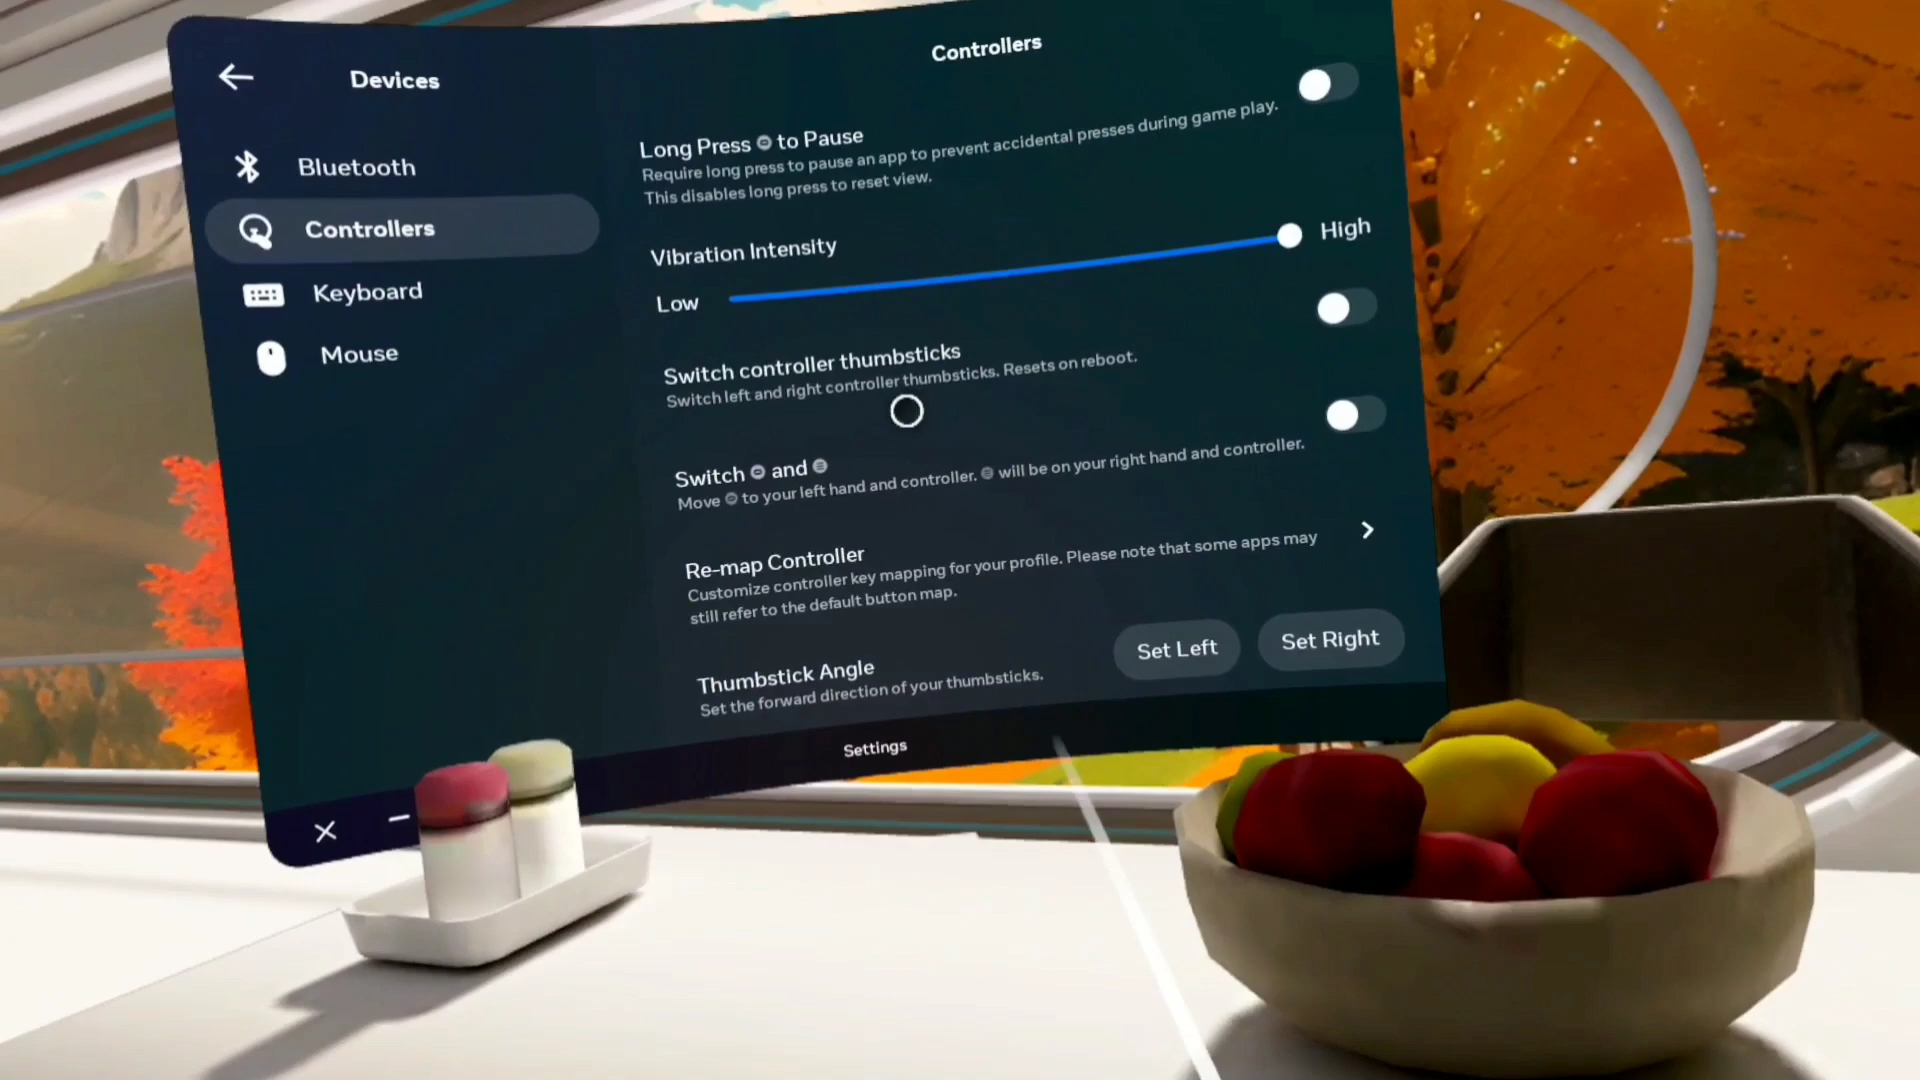 Devices
Bluetooth
Controllers
Keyboard
Mouse
Controllers
Long Press to Pause
Require long press to pause an app to prevent accidental presses during game play.
This disables long press to reset view.
Vibration Intensity
Low
High
Switch controller thumbsticks
Switch left and right controller thumbsticks. Resets on reboot.
Switch and
Move to your left hand and controller. will be on your right hand and controller.
Re-map Controller
Customize controller key mapping for your profile. Please note that some apps may
still refer to the default button map.
Thumbstick Angle
Set the forward direction of your thumbsticks.
Set Left
Set Right
Settings